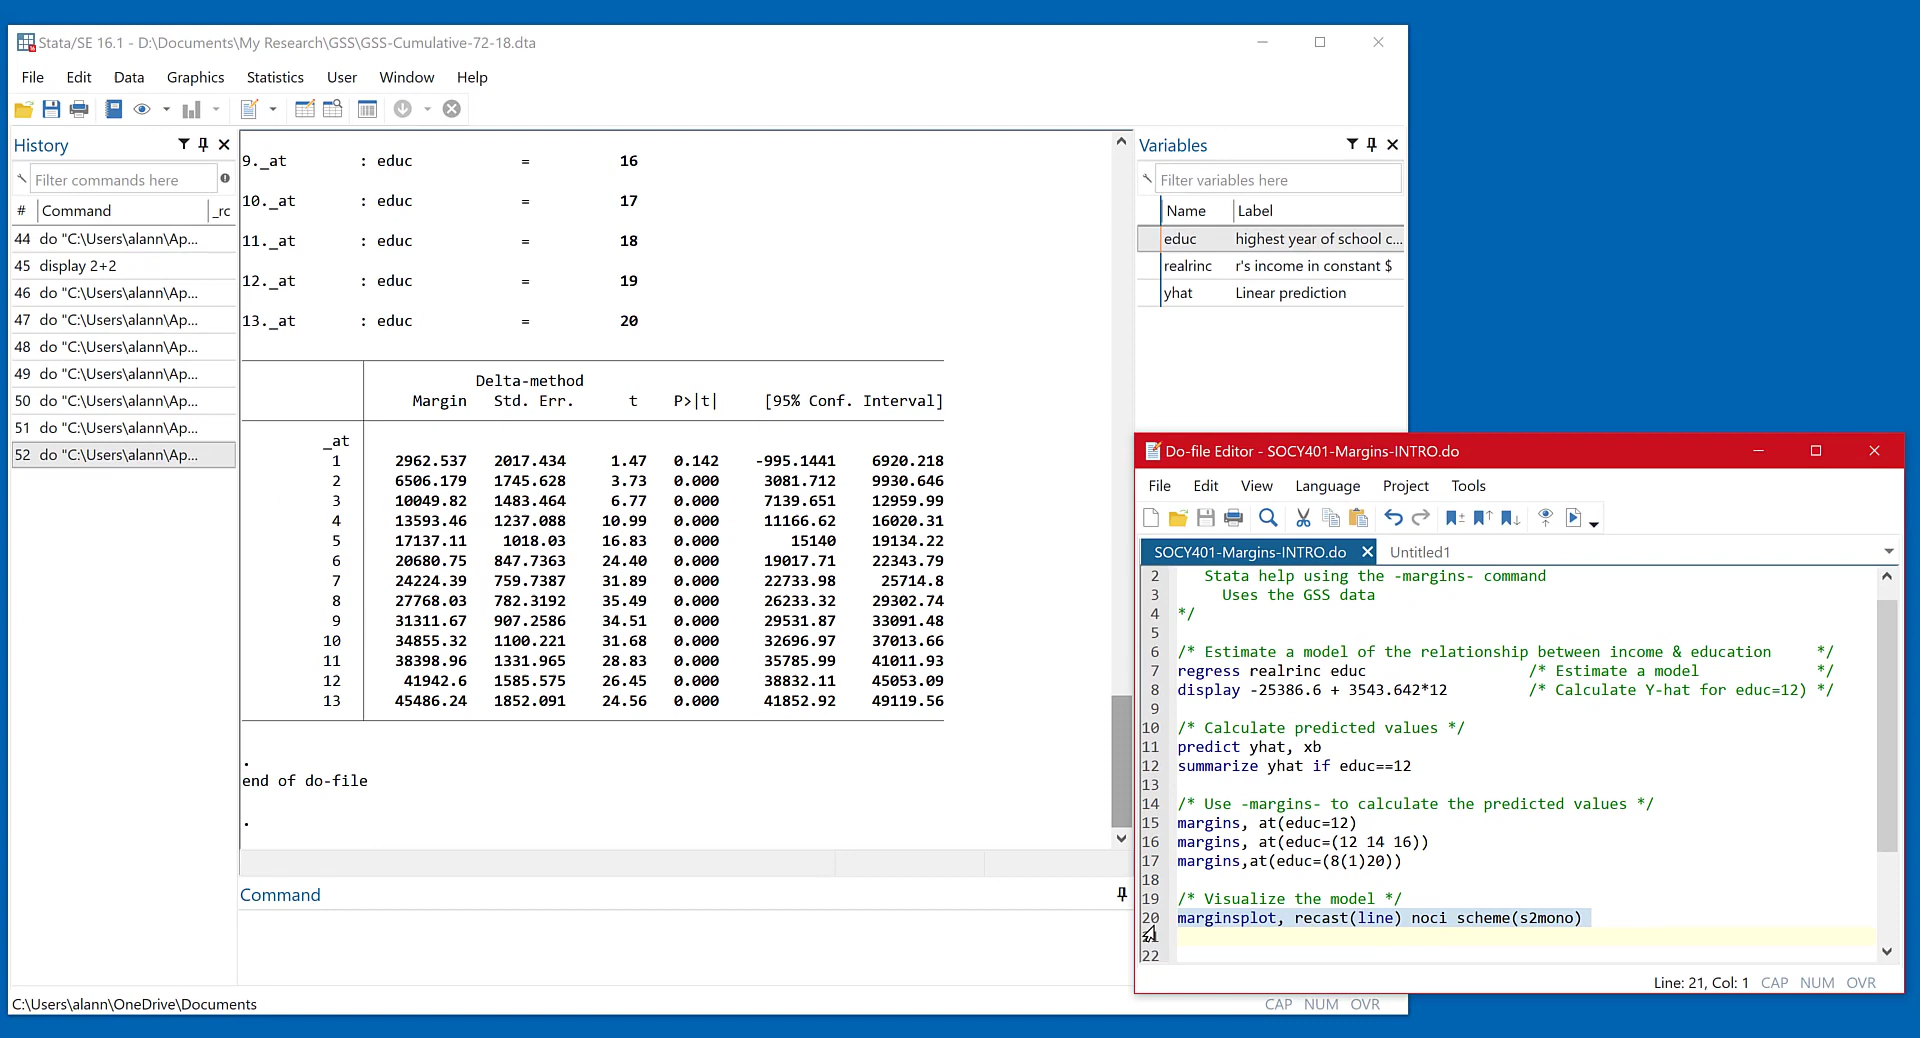 Stata/SE 16.1 - D:\Documents\My Research\GSS\GSS-Cumulative-72-18.dta
File Edit Data Graphics Statistics User Window Help
History
Filter commands here
# Command _rc
44 do "C:\Users\alann\Ap...
45 display 2+2
46 do "C:\Users\alann\Ap...
47 do "C:\Users\alann\Ap...
48 do "C:\Users\alann\Ap...
49 do "C:\Users\alann\Ap...
50 do "C:\Users\alann\Ap...
51 do "C:\Users\alann\Ap...
52 do "C:\Users\alann\Ap...
9._at : educ = 16
10._at : educ = 17
11._at : educ = 18
12._at : educ = 19
13._at : educ = 20
Delta-method
Margin Std. Err. t P>|t| [95% Conf. Interval]
_at
1 2962.537 2017.434 1.47 0.142 -995.1441 6920.218
2 6506.179 1745.628 3.73 0.000 3081.712 9930.646
3 10049.82 1483.464 6.77 0.000 7139.651 12959.99
4 13593.46 1237.088 10.99 0.000 11166.62 16020.31
5 17137.11 1018.03 16.83 0.000 15140 19134.22
6 20680.75 847.7363 24.40 0.000 19017.71 22343.79
7 24224.39 759.7387 31.89 0.000 22733.98 25714.8
8 27768.03 782.3192 35.49 0.000 26233.32 29302.74
9 31311.67 907.2586 34.51 0.000 29531.87 33091.48
10 34855.32 1100.221 31.68 0.000 32696.97 37013.66
11 38398.96 1331.965 28.83 0.000 35785.99 41011.93
12 41942.6 1585.575 26.45 0.000 38832.11 45053.09
13 45486.24 1852.091 24.56 0.000 41852.92 49119.56
.
end of do-file
.
Command
C:\Users\alann\OneDrive\Documents
CAP NUM OVR
Variables
Filter variables here
Name Label
educ highest year of school c...
realrinc r's income in constant $
yhat Linear prediction
Do-file Editor - SOCY401-Margins-INTRO.do
File Edit View Language Project Tools
SOCY401-Margins-INTRO.do Untitled1
2 Stata help using the -margins- command
3 Uses the GSS data
4 */
5
6 /* Estimate a model of the relationship between income & education */
7 regress realrinc educ /* Estimate a model */
8 display -25386.6 + 3543.642*12 /* Calculate Y-hat for educ=12) */
9
10 /* Calculate predicted values */
11 predict yhat, xb
12 summarize yhat if educ==12
13
14 /* Use -margins- to calculate the predicted values */
15 margins, at(educ=12)
16 margins, at(educ=(12 14 16))
17 margins,at(educ=(8(1)20))
18
19 /* Visualize the model */
20 marginsplot, recast(line) noci scheme(s2mono)
21
22
Line: 21, Col: 1 CAP NUM OVR